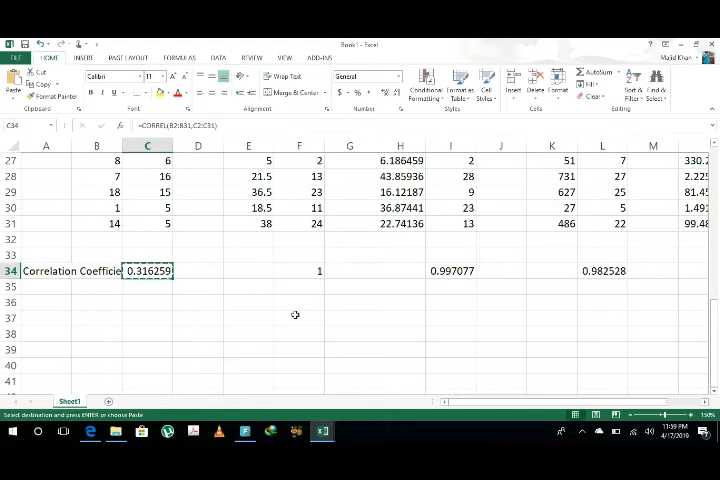 Book1 - Excel
FILE HOME INSERT PAGE LAYOUT FORMULAS DATA REVIEW VIEW ADD-INS Majid Khan
Paste
Cut
Copy
Format Painter
Clipboard
Calibri 11
B I U
Font
Wrap Text
Merge & Center
Alignment
General
$ % ,
Number
Conditional Formatting
Format as Table
Cell Styles
Styles
Insert Delete Format
Cells
AutoSum
Fill
Clear
Sort & Filter
Find & Select
Editing
C34 =CORREL(B2:B31,C2:C31)
A B C D E F G H I J K L M
27 8 6 5 2 6.186459 2 51 7 330.2
28 7 16 21.5 13 43.85936 28 731 27 2.225
29 18 15 36.5 23 16.12187 9 627 25 81.45
30 1 5 18.5 11 36.87441 23 27 5 1.491
31 14 5 38 24 22.74136 13 486 22 99.48
32
33
34 Correlation Coefficie 0.316259 1 0.997077 0.982528
35
36
37
38
39
40
41
Sheet1
Select destination and press ENTER or choose Paste 150%
11:59 PM
4/17/2019